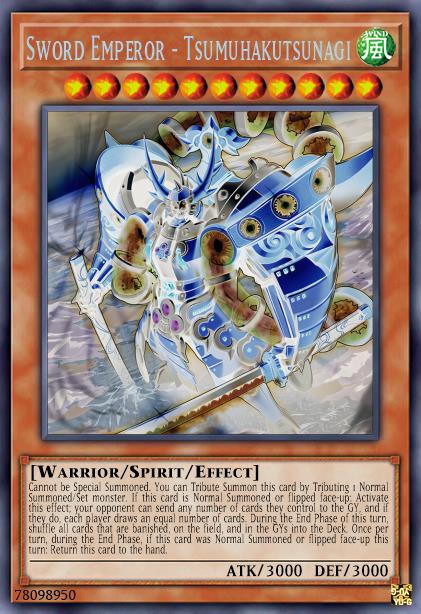 Sword Emperor - Tsumuhakutsunagi
WIND
風
[Warrior/Spirit/Effect]
Cannot be Special Summoned. You can Tribute Summon this card by Tributing 1 Normal
Summoned/Set monster. If this card is Normal Summoned or flipped face-up: Activate
this effect; your opponent can send any number of cards they control to the GY, and if
they do, each player draws an equal number of cards. During the End Phase of this turn,
shuffle all cards that are banished, on the field, and in the GYs into the Deck. Once per
turn, during the End Phase, if this card was Normal Summoned or flipped face-up this
turn: Return this card to the hand.
ATK/3000 DEF/3000
78098950